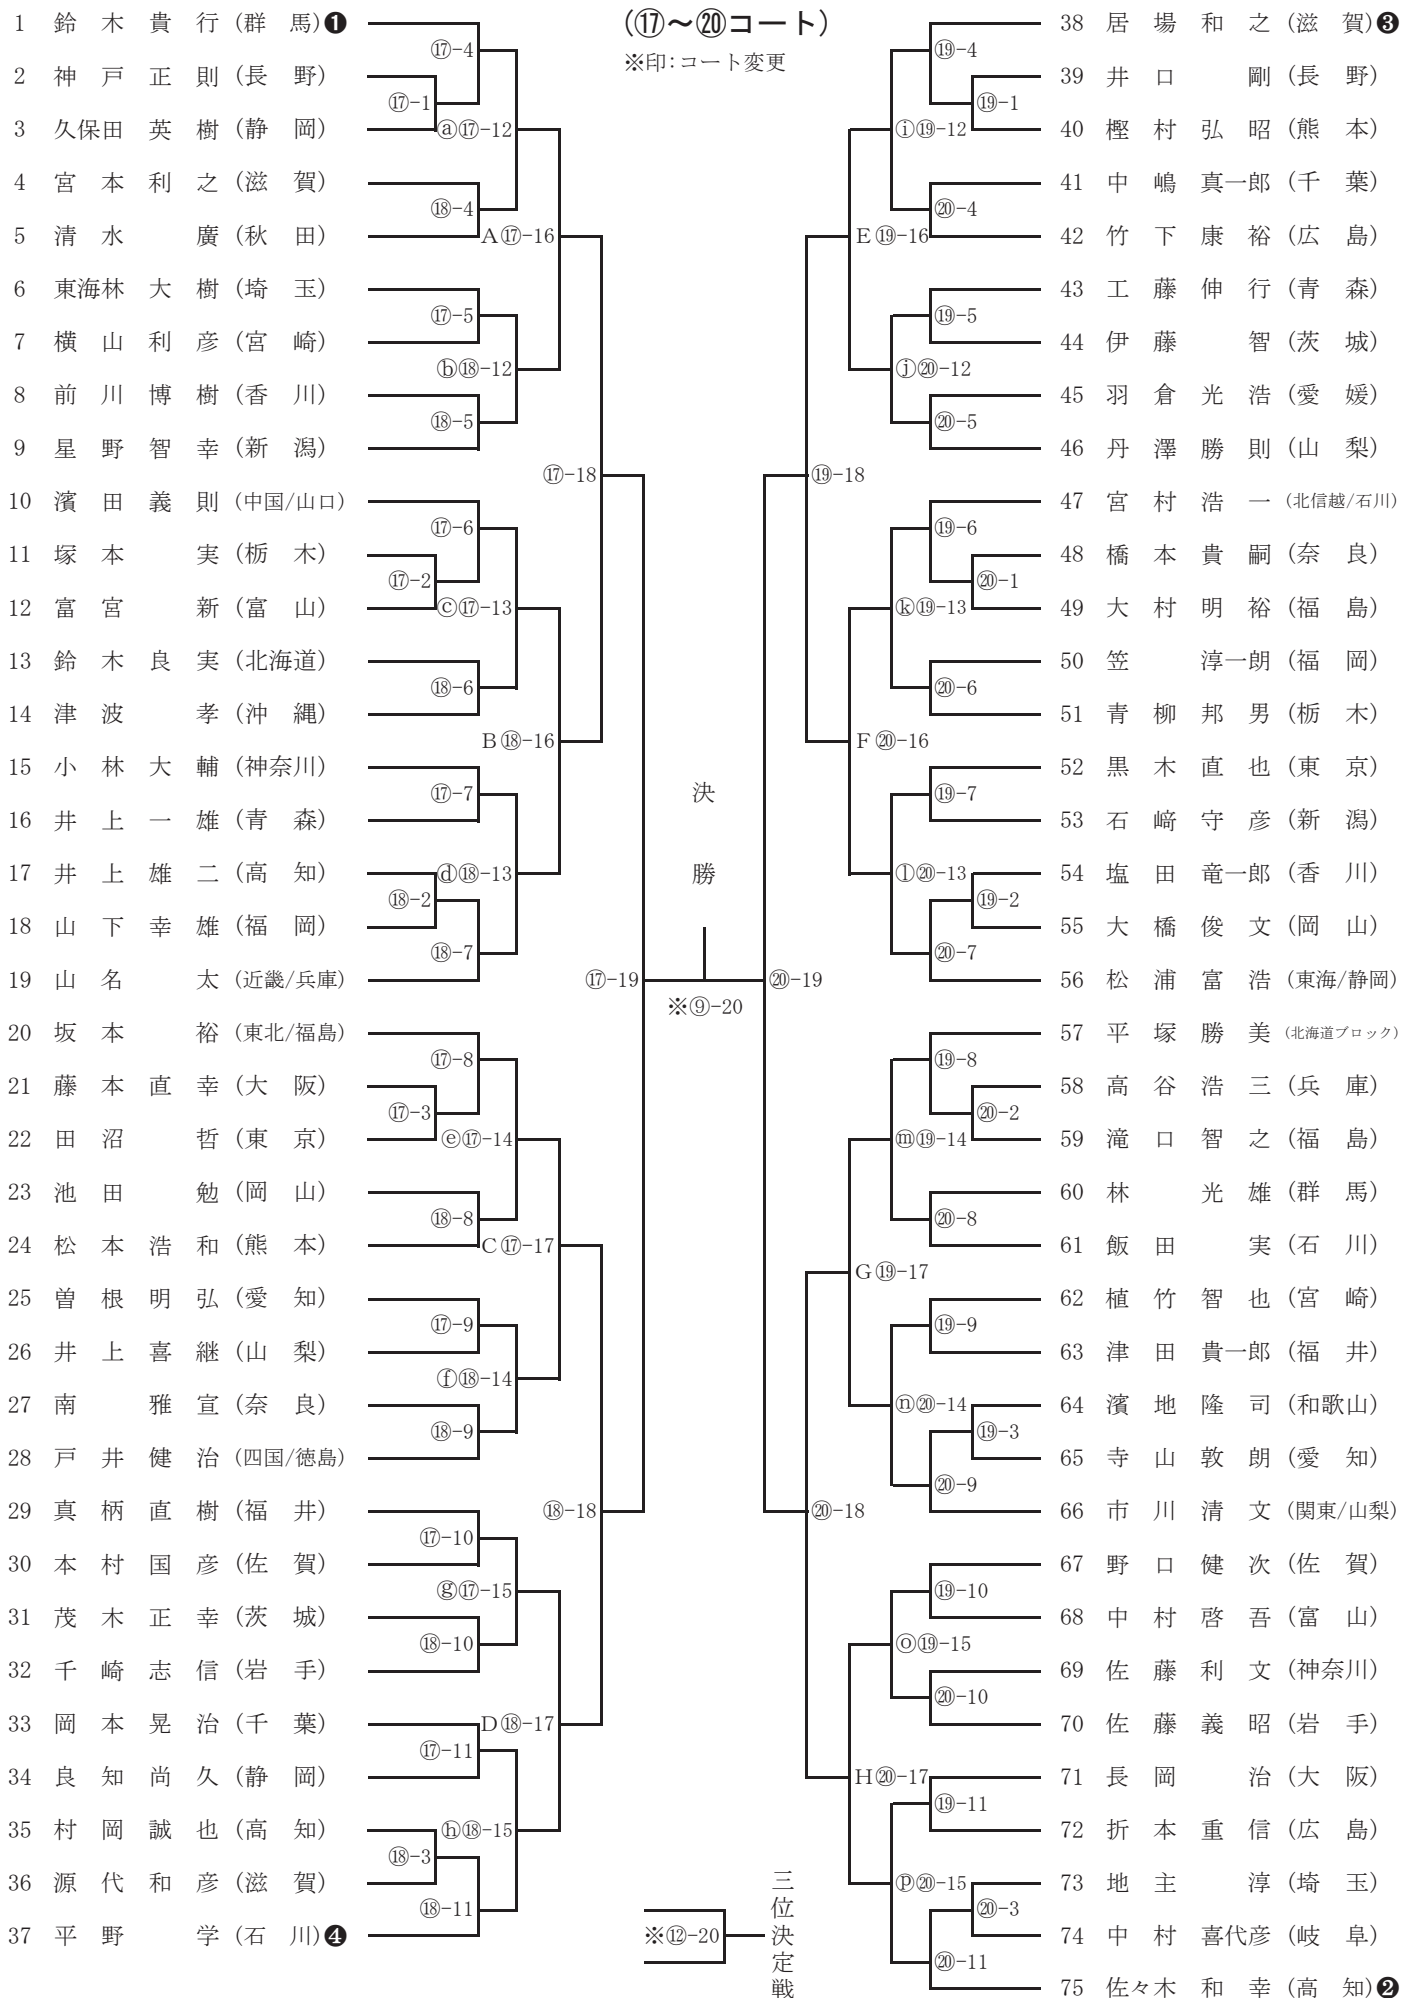 (⑰～⑳コート)
※印：コート変更
1 鈴木貴行 (群馬) ❶
2 神戸正則 (長野)
3 久保田英樹 (静岡)
4 宮本利之 (滋賀)
5 清水廣 (秋田)
6 東海林大樹 (埼玉)
7 横山利彦 (宮崎)
8 前川博樹 (香川)
9 星野智幸 (新潟)
10 濱田義則 (中国/山口)
11 塚本実 (栃木)
12 富宮新 (富山)
13 鈴木良実 (北海道)
14 津波孝 (沖縄)
15 小林大輔 (神奈川)
16 井上一雄 (青森)
17 井上雄二 (高知)
18 山下幸雄 (福岡)
19 山名太 (近畿/兵庫)
20 坂本裕 (東北/福島)
21 藤本直幸 (大阪)
22 田沼哲 (東京)
23 池田勉 (岡山)
24 松本浩和 (熊本)
25 曽根明弘 (愛知)
26 井上喜継 (山梨)
27 南雅宣 (奈良)
28 戸井健治 (四国/徳島)
29 真柄直樹 (福井)
30 本村国彦 (佐賀)
31 茂木正幸 (茨城)
32 千崎志信 (岩手)
33 岡本晃治 (千葉)
34 良知尚久 (静岡)
35 村岡誠也 (高知)
36 源代和彦 (滋賀)
37 平野学 (石川) ❹
⑰-4
⑰-1
ⓐ⑰-12
⑱-4
A⑰-16
⑰-5
ⓑ⑱-12
⑱-5
⑰-18
⑰-6
⑰-2
ⓒ⑰-13
⑱-6
B⑱-16
⑰-7
ⓓ⑱-13
⑱-2
⑱-7
⑰-19
⑰-8
⑰-3
ⓔ⑰-14
⑱-8
C⑰-17
⑰-9
ⓕ⑱-14
⑱-9
⑱-18
⑰-10
ⓖ⑰-15
⑱-10
D⑱-17
⑰-11
ⓗ⑱-15
⑱-3
⑱-11
決勝
※⑨-20
三位決定戦
※⑫-20
38 居場和之 (滋賀) ❸
39 井口剛 (長野)
40 樫村弘昭 (熊本)
41 中嶋真一郎 (千葉)
42 竹下康裕 (広島)
43 工藤伸行 (青森)
44 伊藤智 (茨城)
45 羽倉光浩 (愛媛)
46 丹澤勝則 (山梨)
47 宮村浩一 (北信越/石川)
48 橋本貴嗣 (奈良)
49 大村明裕 (福島)
50 笠淳一朗 (福岡)
51 青柳邦男 (栃木)
52 黒木直也 (東京)
53 石﨑守彦 (新潟)
54 塩田竜一郎 (香川)
55 大橋俊文 (岡山)
56 松浦富浩 (東海/静岡)
57 平塚勝美 (北海道ブロック)
58 高谷浩三 (兵庫)
59 滝口智之 (福島)
60 林光雄 (群馬)
61 飯田実 (石川)
62 植竹智也 (宮崎)
63 津田貴一郎 (福井)
64 濱地隆司 (和歌山)
65 寺山敦朗 (愛知)
66 市川清文 (関東/山梨)
67 野口健次 (佐賀)
68 中村啓吾 (富山)
69 佐藤利文 (神奈川)
70 佐藤義昭 (岩手)
71 長岡治 (大阪)
72 折本重信 (広島)
73 地主淳 (埼玉)
74 中村喜代彦 (岐阜)
75 佐々木和幸 (高知) ❷
⑲-4
⑲-1
ⓘ⑲-12
⑳-4
E⑲-16
⑲-5
ⓙ⑳-12
⑳-5
⑲-18
⑲-6
⑳-1
ⓚ⑲-13
⑳-6
F⑳-16
⑲-7
ⓛ⑳-13
⑲-2
⑳-7
⑳-19
⑲-8
⑳-2
ⓜ⑲-14
⑳-8
G⑲-17
⑲-9
ⓝ⑳-14
⑲-3
⑳-9
⑳-18
⑲-10
ⓞ⑲-15
⑳-10
H⑳-17
⑲-11
ⓟ⑳-15
⑳-3
⑳-11